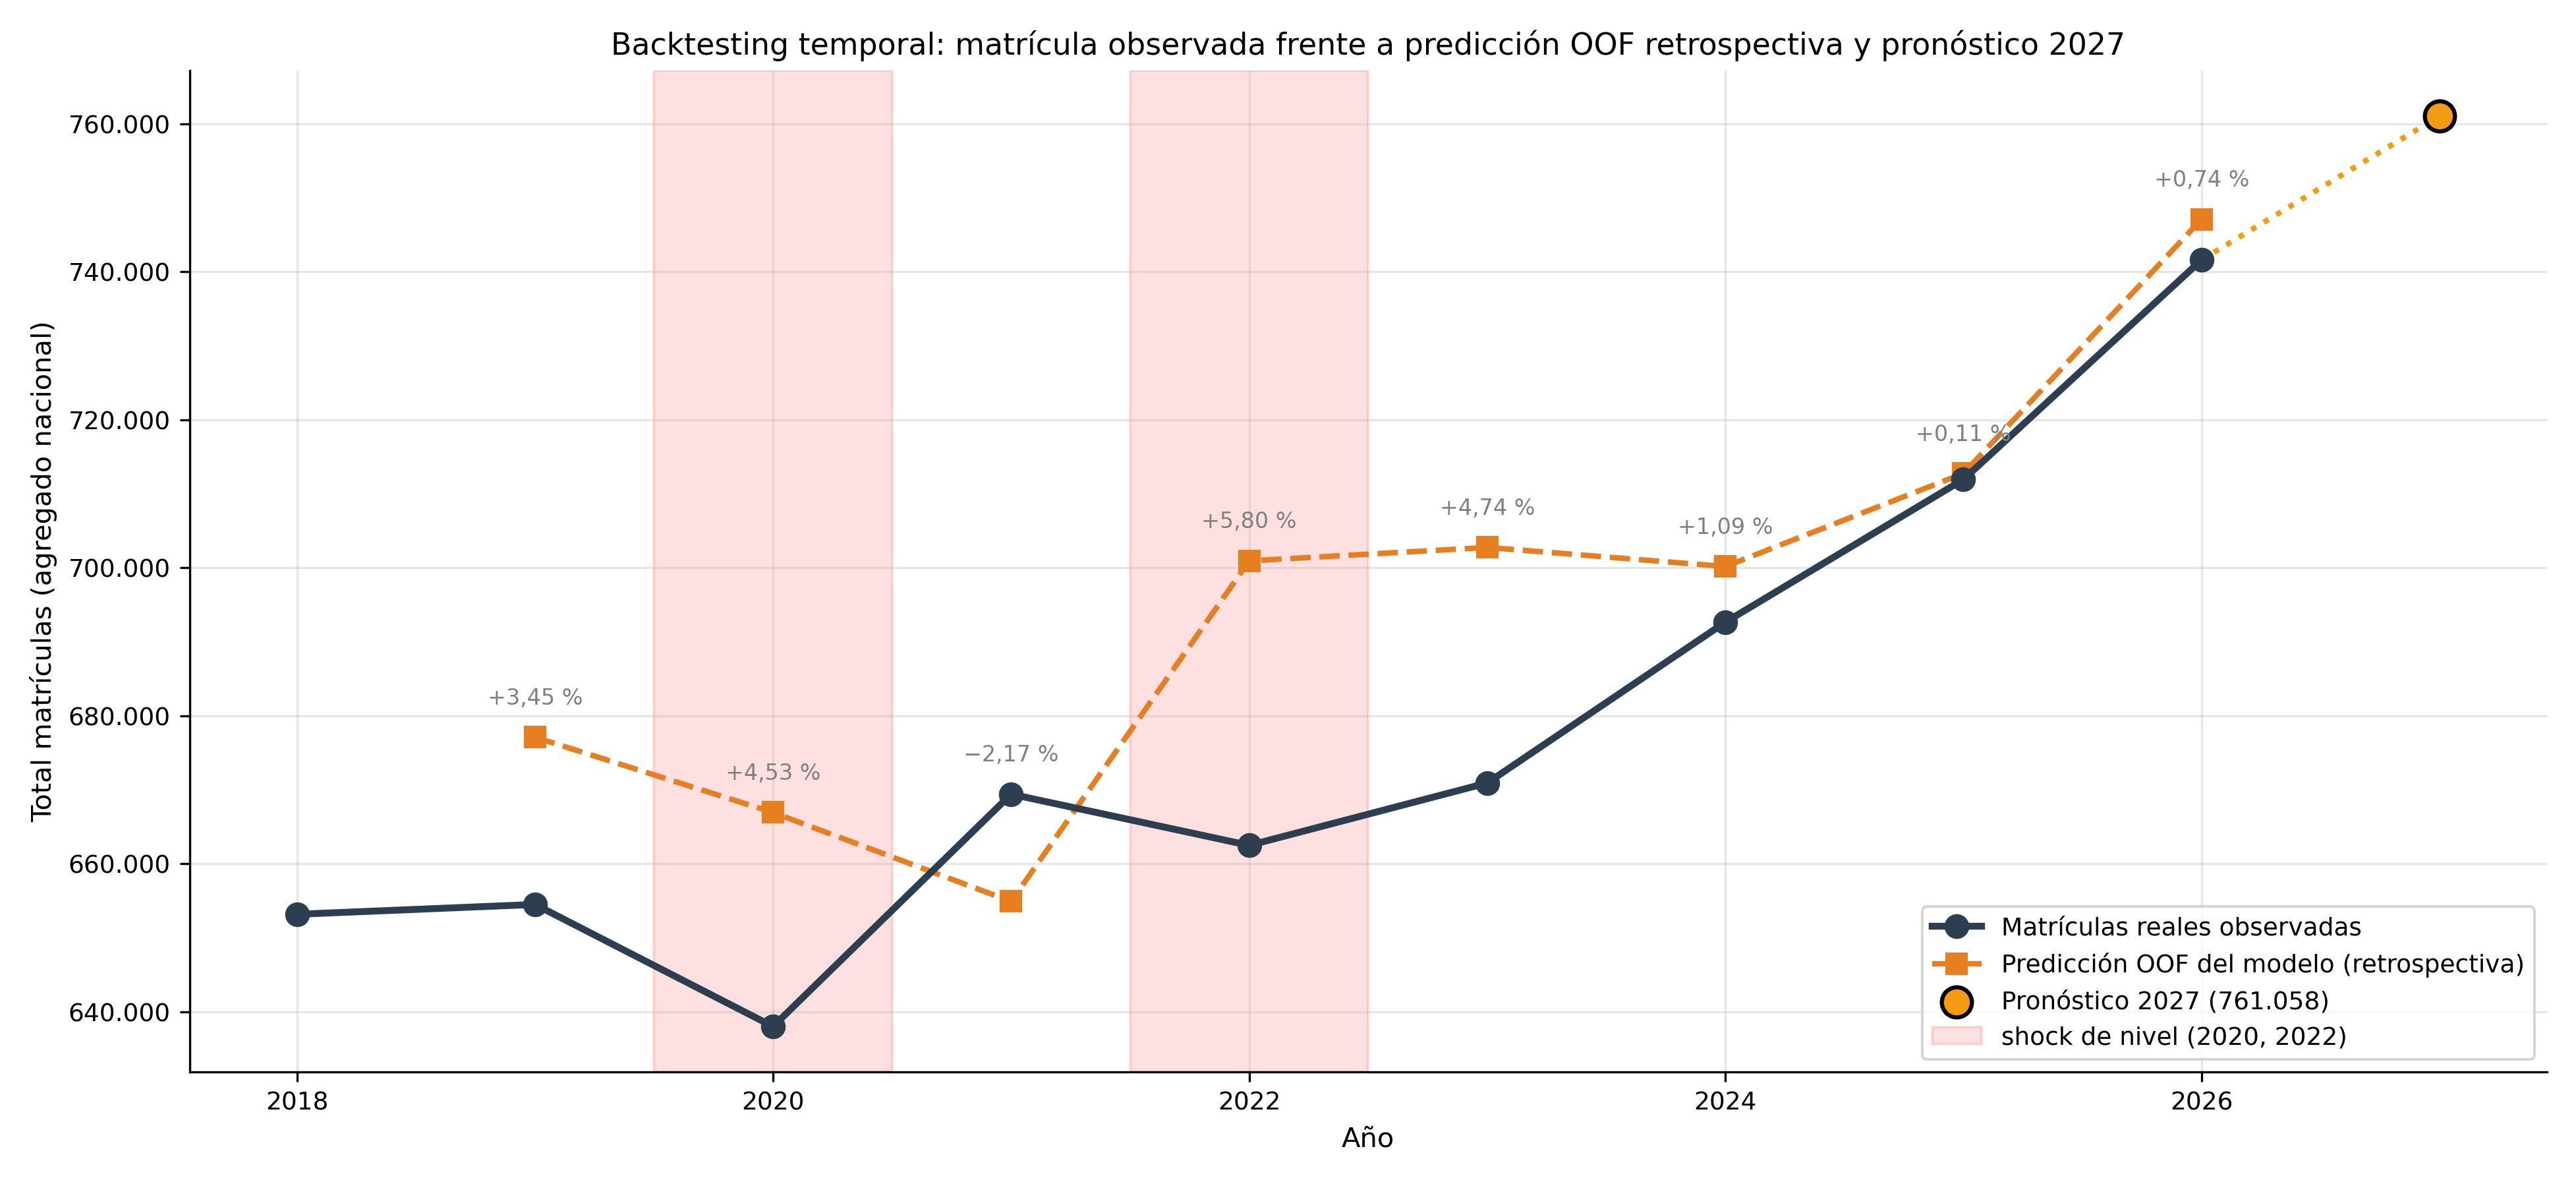 Backtesting temporal: matrícula observada frente a predicción OOF retrospectiva y pronóstico 2027
Total matrículas (agregado nacional)
760.000
740.000
720.000
700.000
680.000
660.000
640.000
+3,45 %
+4,53 %
−2,17 %
+5,80 %
+4,74 %
+1,09 %
+0,11 %
+0,74 %
Matrículas reales observadas
Predicción OOF del modelo (retrospectiva)
Pronóstico 2027 (761.058)
shock de nivel (2020, 2022)
2018
2020
2022
2024
2026
Año